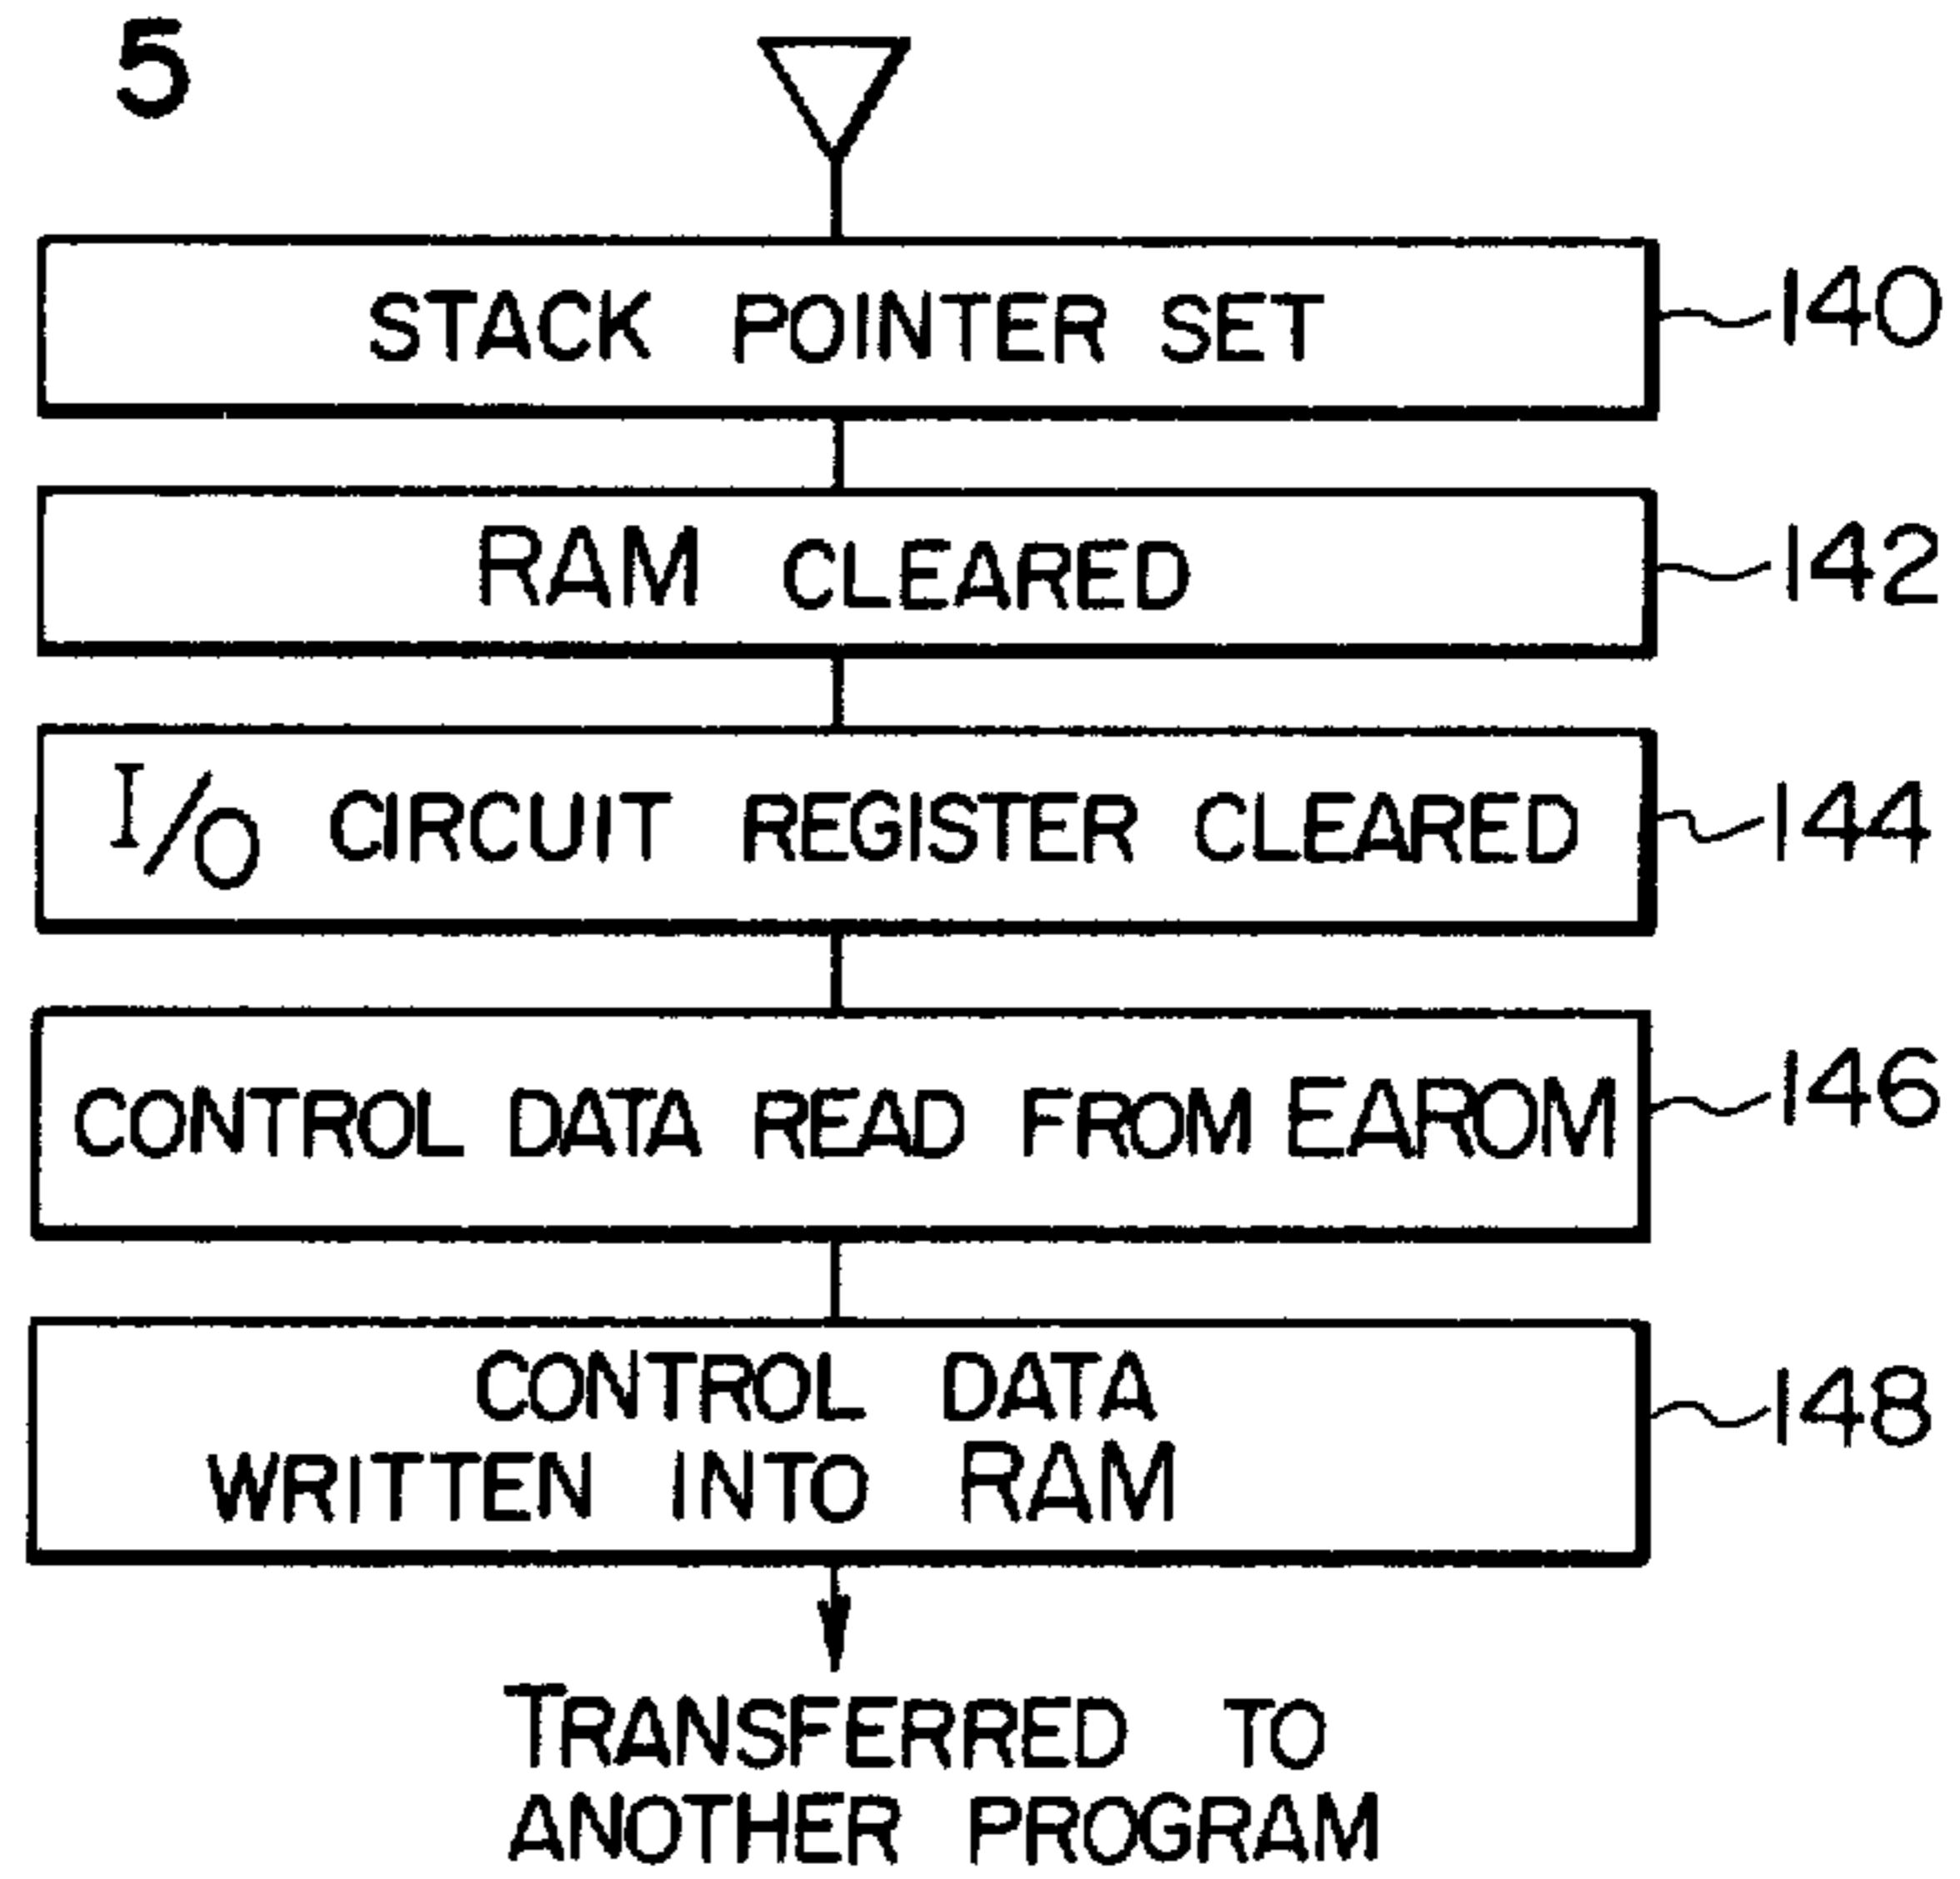 5
STACK POINTER SET
140
RAM CLEARED
142
I/O CIRCUIT REGISTER CLEARED
144
CONTROL DATA READ FROM EAROM
146
CONTROL DATA
WRITTEN INTO RAM
148
TRANSFERRED TO
ANOTHER PROGRAM